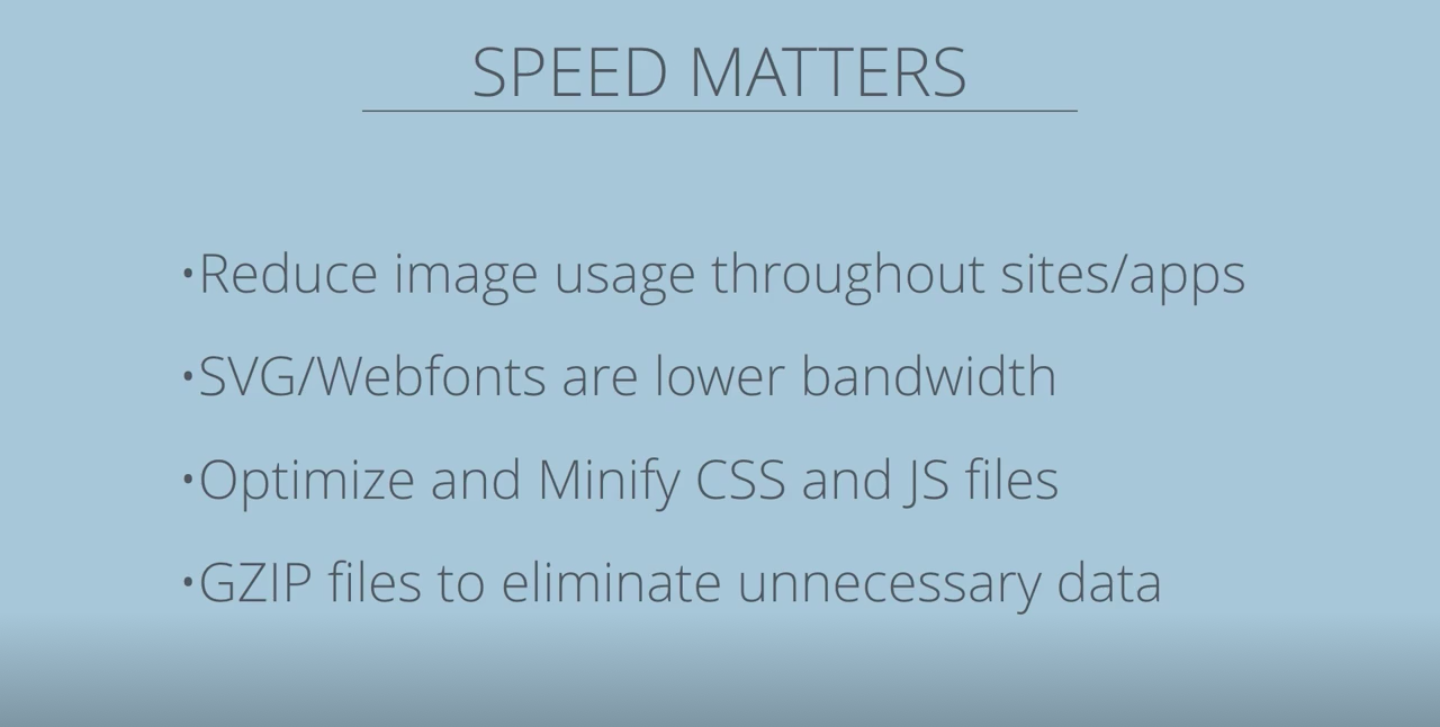 SPEED MATTERS
•Reduce image usage throughout sites/apps
•SVG/Webfonts are lower bandwidth
•Optimize and Minify CSS and JS files
•GZIP files to eliminate unnecessary data